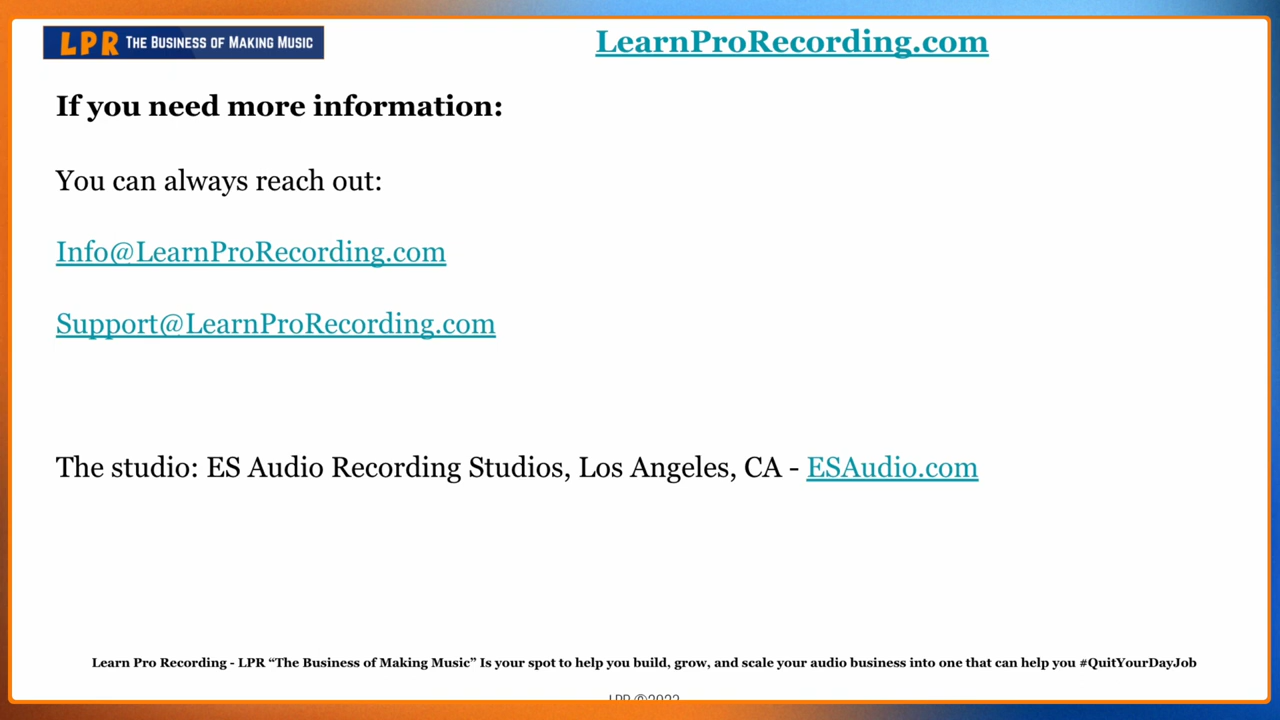 LPR The Business of Making Music
LearnProRecording.com
If you need more information:
You can always reach out:
Info@LearnProRecording.com
Support@LearnProRecording.com
The studio: ES Audio Recording Studios, Los Angeles, CA - ESAudio.com
Learn Pro Recording - LPR “The Business of Making Music” Is your spot to help you build, grow, and scale your audio business into one that can help you #QuitYourDayJob
LPR ©